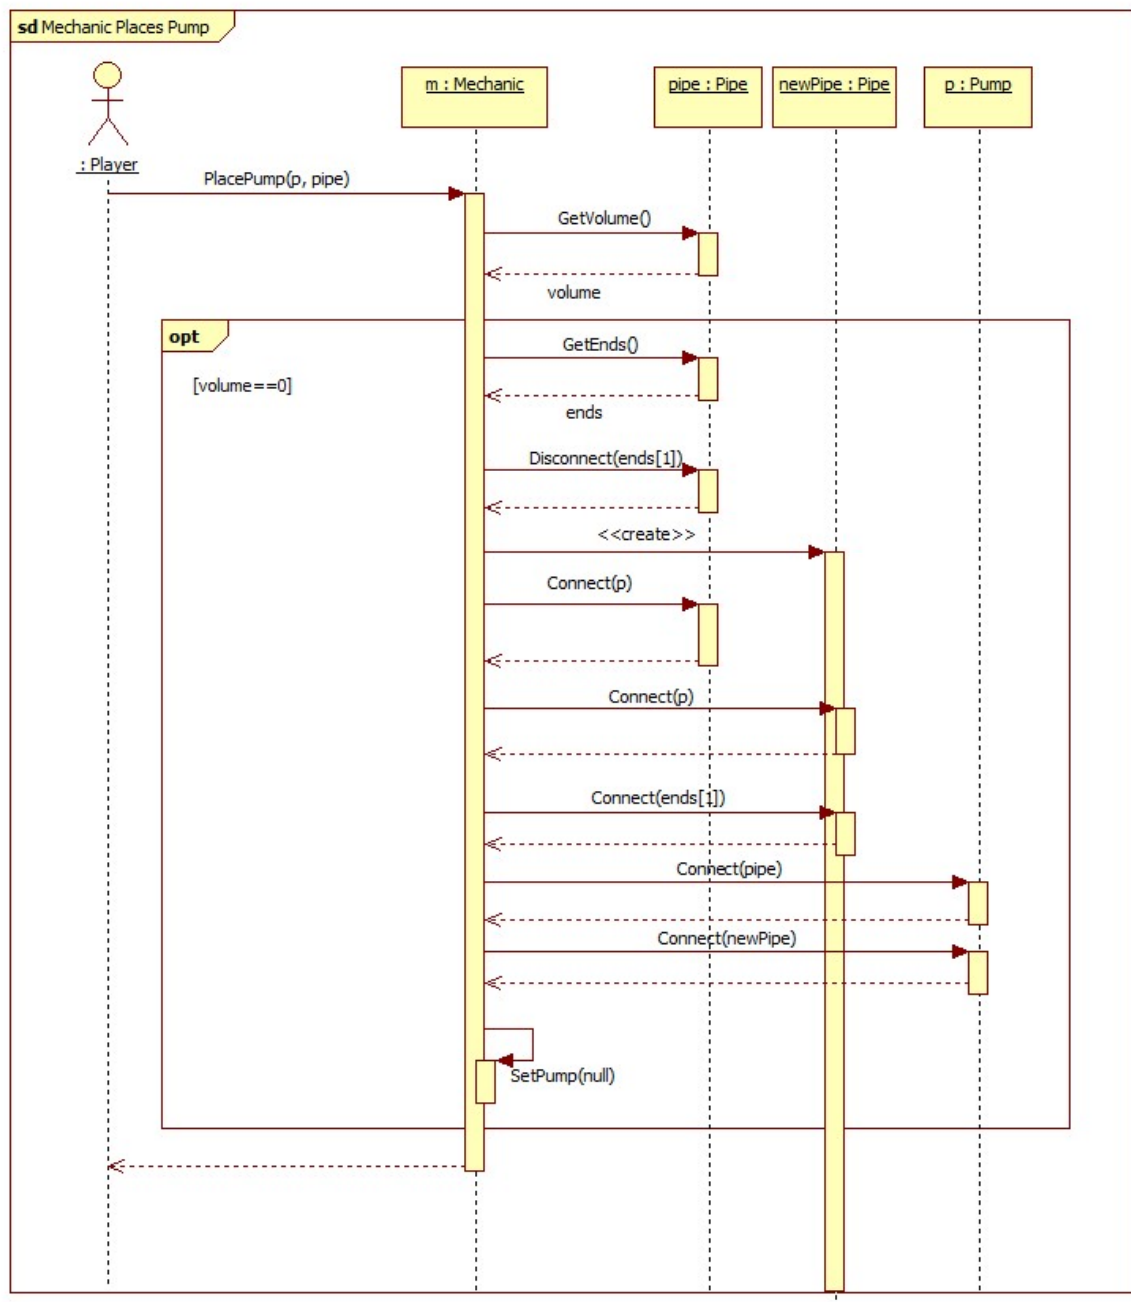 sd Mechanic Places Pump
: Player
m : Mechanic
pipe : Pipe
newPipe : Pipe
p : Pump
PlacePump(p, pipe)
GetVolume()
volume
opt
[volume==0]
GetEnds()
ends
Disconnect(ends[1])
<<create>>
Connect(p)
Connect(p)
Connect(ends[1])
Connect(pipe)
Connect(newPipe)
SetPump(null)